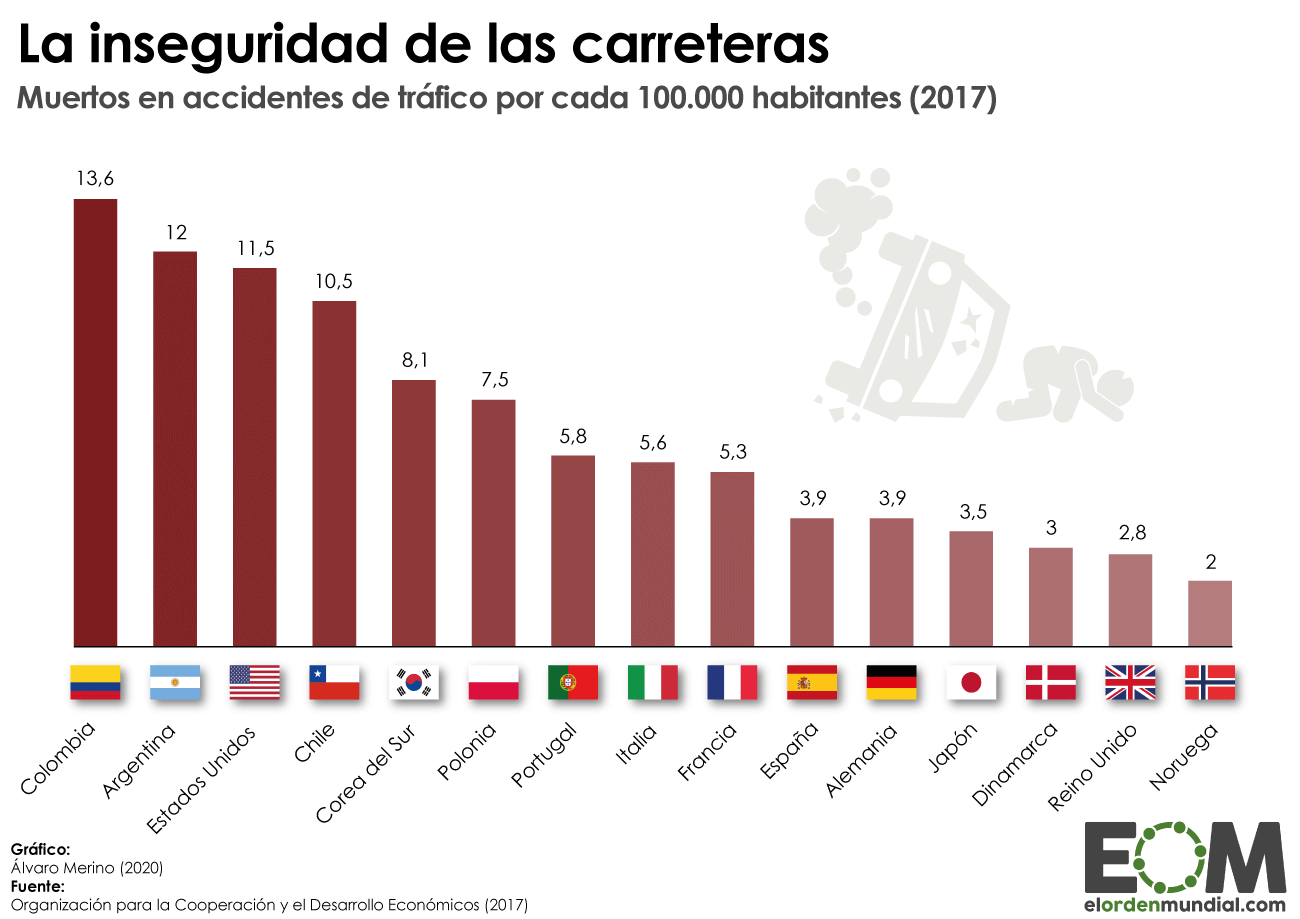 La inseguridad de las carreteras
Muertos en accidentes de tráfico por cada 100.000 habitantes (2017)
13,6
12
11,5
10,5
8,1
7,5
5,8
5,6
5,3
3,9
3,9
3,5
3
2,8
2
Colombia
Argentina
Estados Unidos
Chile
Corea del Sur
Polonia
Portugal
Italia
Francia
España
Alemania
Japón
Dinamarca
Reino Unido
Noruega
Gráfico:
Álvaro Merino (2020)
Fuente:
Organización para la Cooperación y el Desarrollo Económicos (2017)
EOM
elordenmundial.com